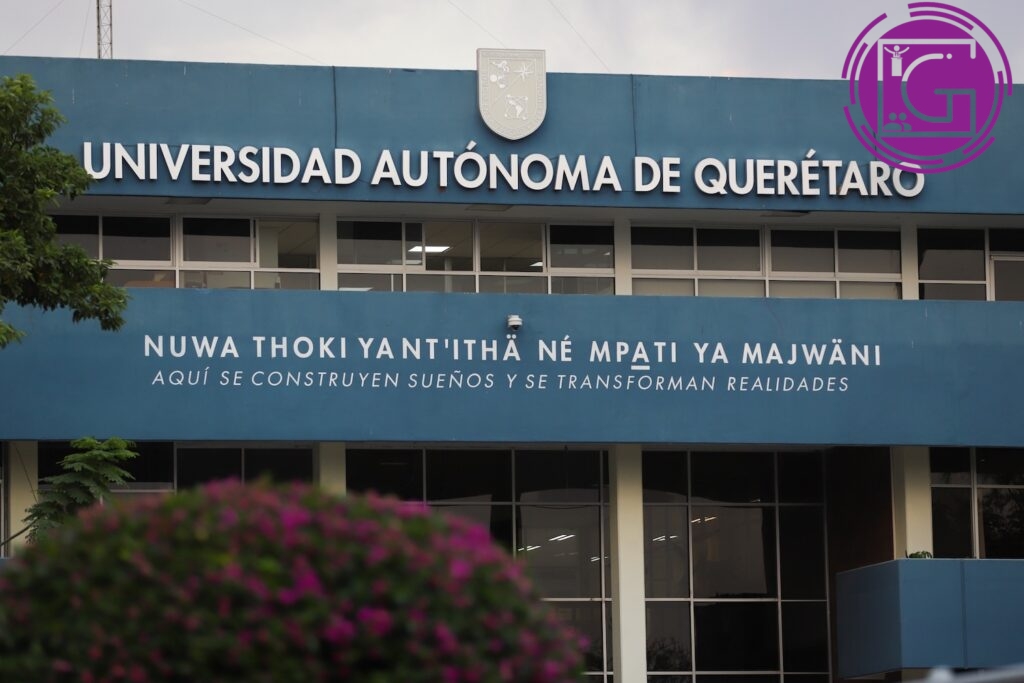 UNIVERSIDAD AUTÓNOMA DE QUERÉTARO
NUWA THOKI YANT'ITHÄ NÉ MPA̲TI YA MAJWÄNI
AQUÍ SE CONSTRUYEN SUEÑOS Y SE TRANSFORMAN REALIDADES